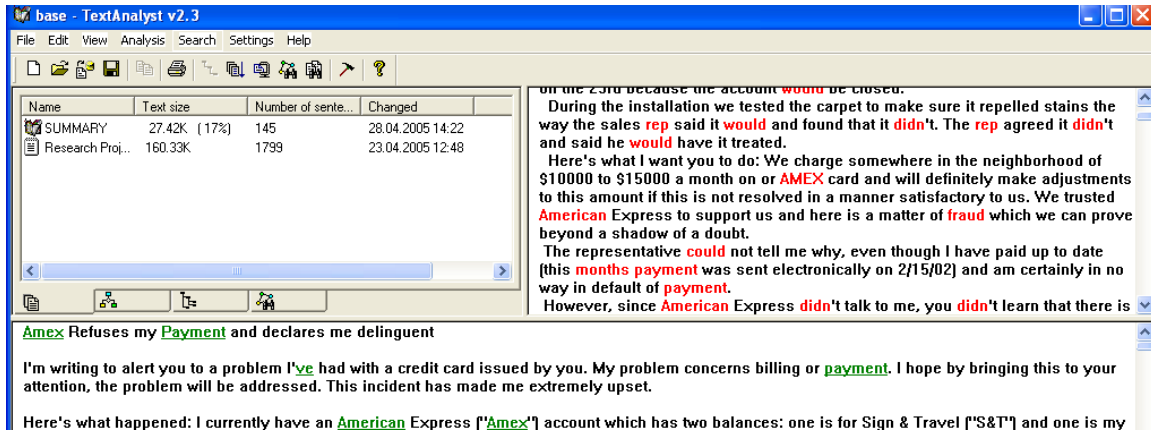 base - TextAnalyst v2.3
File Edit View Analysis Search Settings Help
Name Text size Number of sente... Changed
SUMMARY 27.42K (17%) 145 28.04.2005 14:22
Research Proj... 160.33K 1799 23.04.2005 12:48
on the 23rd because the account would be closed.
During the installation we tested the carpet to make sure it repelled stains the
way the sales rep said it would and found that it didn't. The rep agreed it didn't
and said he would have it treated.
Here's what I want you to do: We charge somewhere in the neighborhood of
$10000 to $15000 a month on or AMEX card and will definitely make adjustments
to this amount if this is not resolved in a manner satisfactory to us. We trusted
American Express to support us and here is a matter of fraud which we can prove
beyond a shadow of a doubt.
The representative could not tell me why, even though I have paid up to date
(this months payment was sent electronically on 2/15/02) and am certainly in no
way in default of payment.
However, since American Express didn't talk to me, you didn't learn that there is
Amex Refuses my Payment and declares me delinguent
I'm writing to alert you to a problem I've had with a credit card issued by you. My problem concerns billing or payment. I hope by bringing this to your
attention, the problem will be addressed. This incident has made me extremely upset.
Here's what happened: I currently have an American Express ("Amex") account which has two balances: one is for Sign & Travel ("S&T") and one is my